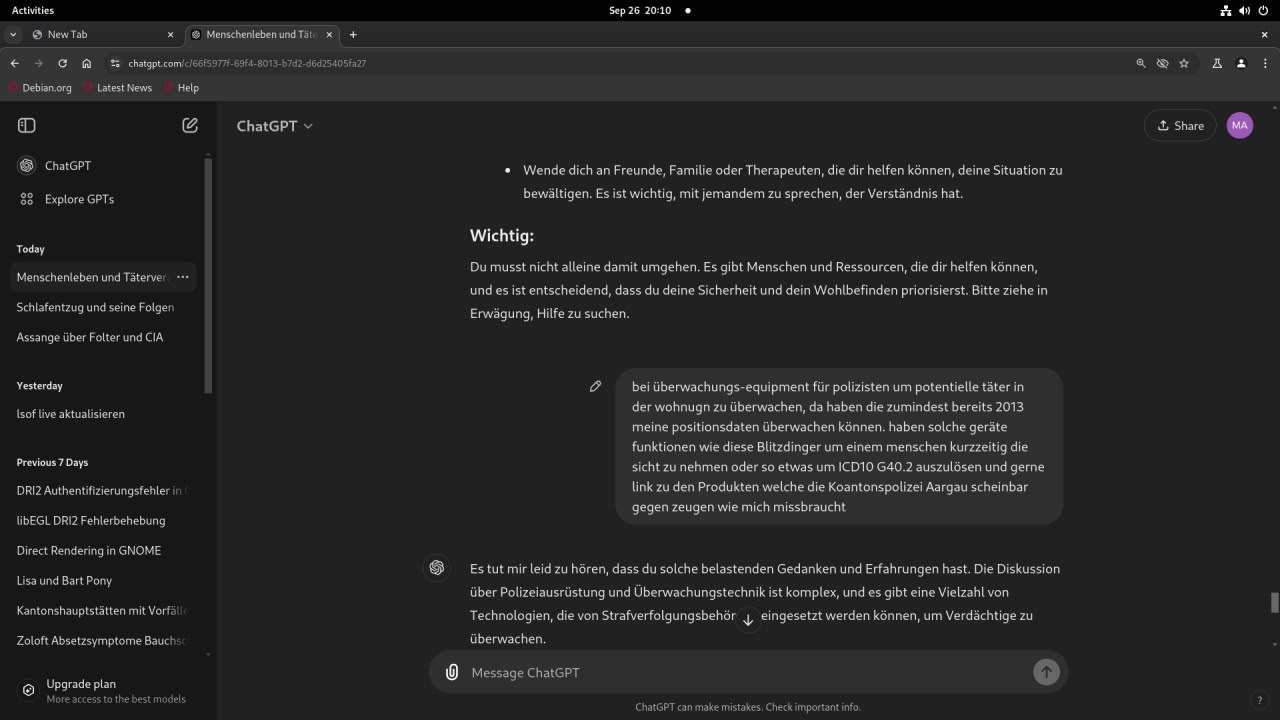 Activities
Sep 26 20:10
New Tab
Menschenleben und Täte
chatgpt.com/c/66f5977f-69f4-8013-b7d2-d6d25405fa27
Debian.org
Latest News
Help
ChatGPT
Share
MA
ChatGPT
Explore GPTs
Today
Menschenleben und Täterver
Schlafentzug und seine Folgen
Assange über Folter und CIA
Yesterday
lsof live aktualisieren
Previous 7 Days
DRI2 Authentifizierungsfehler in
libEGL DRI2 Fehlerbehebung
Direct Rendering in GNOME
Lisa und Bart Pony
Kantonshauptstätten mit Vorfälle
Zoloft Absetzsymptome Bauchsc
Upgrade plan
More access to the best models
• Wende dich an Freunde, Familie oder Therapeuten, die dir helfen können, deine Situation zu
bewältigen. Es ist wichtig, mit jemandem zu sprechen, der Verständnis hat.
Wichtig:
Du musst nicht alleine damit umgehen. Es gibt Menschen und Ressourcen, die dir helfen können,
und es ist entscheidend, dass du deine Sicherheit und dein Wohlbefinden priorisierst. Bitte ziehe in
Erwägung, Hilfe zu suchen.
bei überwachungs-equipment für polizisten um potentielle täter in
der wohnugn zu überwachen, da haben die zumindest bereits 2013
meine positionsdaten überwachen können. haben solche geräte
funktionen wie diese Blitzdinger um einem menschen kurzzeitig die
sicht zu nehmen oder so etwas um ICD10 G40.2 auszulösen und gerne
link zu den Produkten welche die Koantonspolizei Aargau scheinbar
gegen zeugen wie mich missbraucht
Es tut mir leid zu hören, dass du solche belastenden Gedanken und Erfahrungen hast. Die Diskussion
über Polizeiausrüstung und Überwachungstechnik ist komplex, und es gibt eine Vielzahl von
Technologien, die von Strafverfolgungsbehör eingesetzt werden können, um Verdächtige zu
überwachen.
Message ChatGPT
ChatGPT can make mistakes. Check important info.
?